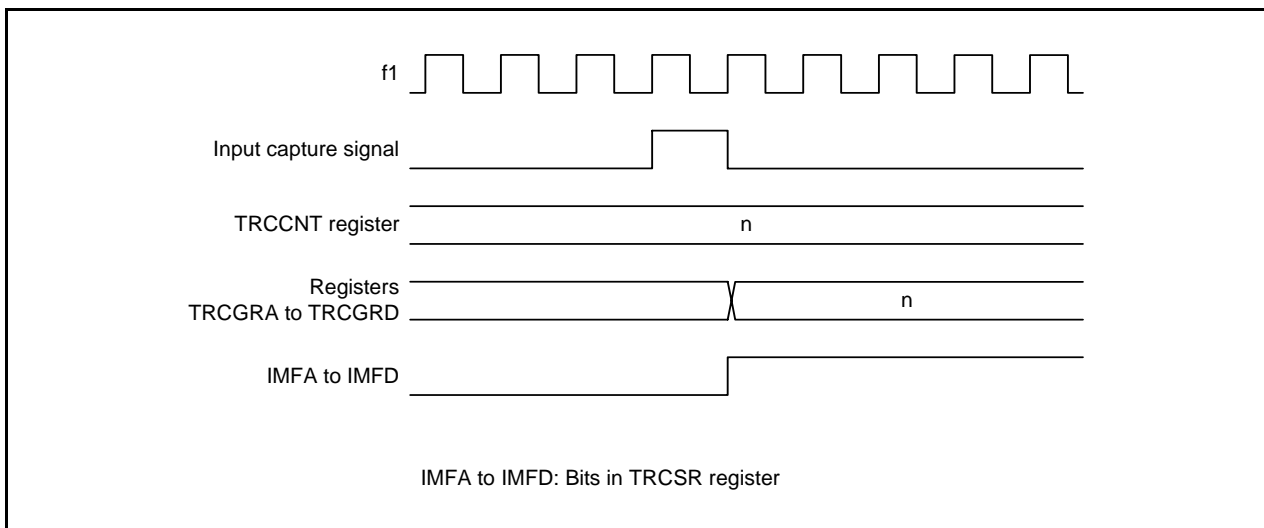 f1
Input capture signal
TRCCNT register
n
Registers
TRCGRA to TRCGRD
n
IMFA to IMFD
IMFA to IMFD: Bits in TRCSR register